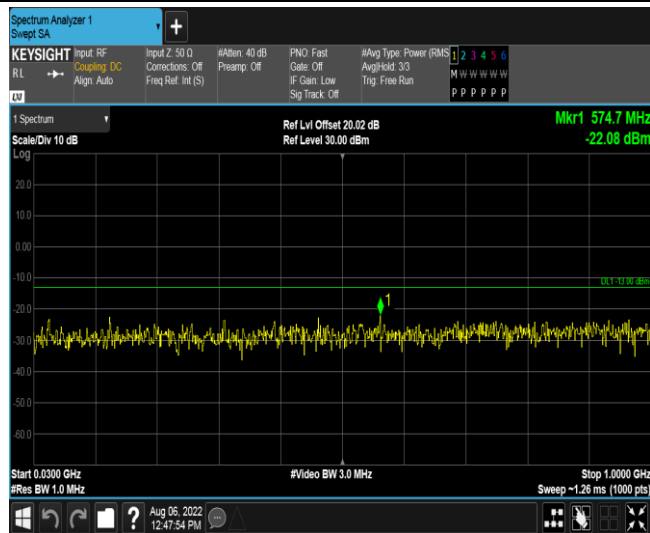 Spectrum Analyzer 1
Swept SA
+
KEYSIGHT
RL
Input: RF
Coupling: DC
Align: Auto
Input Z: 50 Ω
Corrections: Off
Freq Ref: Int (S)
#Atten: 40 dB
Preamp: Off
PNO: Fast
Gate: Off
IF Gain: Low
Sig Track: Off
#Avg Type: Power (RMS
Avg|Hold: 3/3
Trig: Free Run
1 2 3 4 5 6
M W W W W W
P P P P P P
1 Spectrum
Scale/Div 10 dB
Log
Ref Lvl Offset 20.02 dB
Ref Level 30.00 dBm
Mkr1 574.7 MHz
-22.08 dBm
20.0
10.0
0.00
-10.0
DL1 -13.00 dBm
1
-20.0
-30.0
-40.0
-50.0
-60.0
Start 0.0300 GHz
#Video BW 3.0 MHz
Stop 1.0000 GHz
#Res BW 1.0 MHz
Sweep ~1.26 ms (1000 pts)
?
Aug 06, 2022
12:47:54 PM